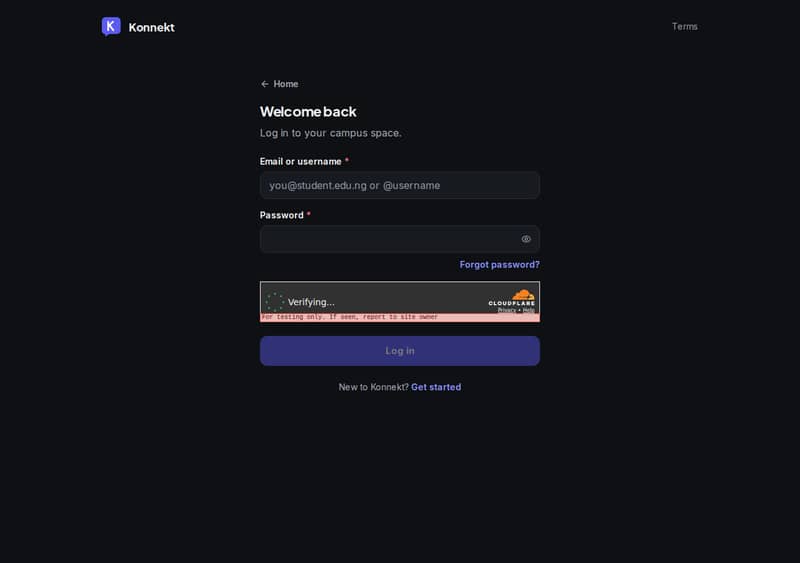 K Konnekt
Terms
← Home
Welcome back
Log in to your campus space.
Email or username *
you@student.edu.ng or @username
Password *
Forgot password?
Verifying...
CLOUDFLARE
Privacy • Help
For testing only. If seen, report to site owner
Log in
New to Konnekt? Get started